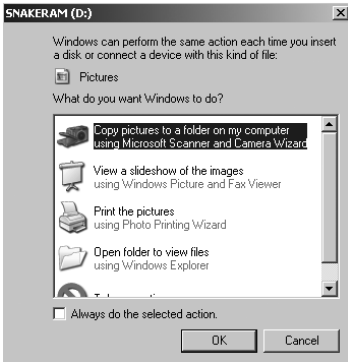 SNAKERAM (D:)
Windows can perform the same action each time you insert
a disk or connect a device with this kind of file:
Pictures
What do you want Windows to do?
Copy pictures to a folder on my computer
using Microsoft Scanner and Camera Wizard
View a slideshow of the images
using Windows Picture and Fax Viewer
Print the pictures
using Photo Printing Wizard
Open folder to view files
using Windows Explorer
Always do the selected action.
OK
Cancel